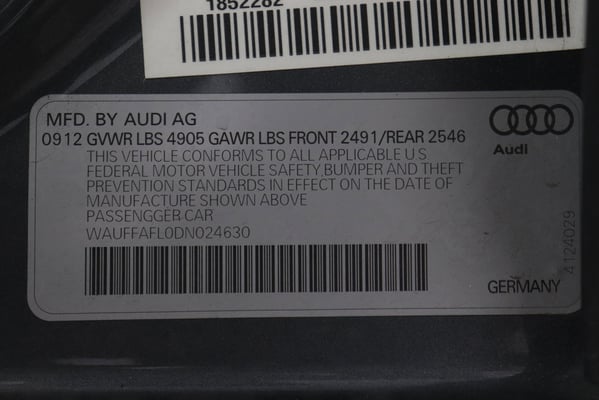 1852282
MFD. BY AUDI AG
0912 GVWR LBS 4905 GAWR LBS FRONT 2491/REAR 2546
THIS VEHICLE CONFORMS TO ALL APPLICABLE U S
FEDERAL MOTOR VEHICLE SAFETY, BUMPER AND THEFT
PREVENTION STANDARDS IN EFFECT ON THE DATE OF
MANUFACTURE SHOWN ABOVE
PASSENGGER CAR
WAUFFAFL0DN024630
Audi
4124029
GERMANY